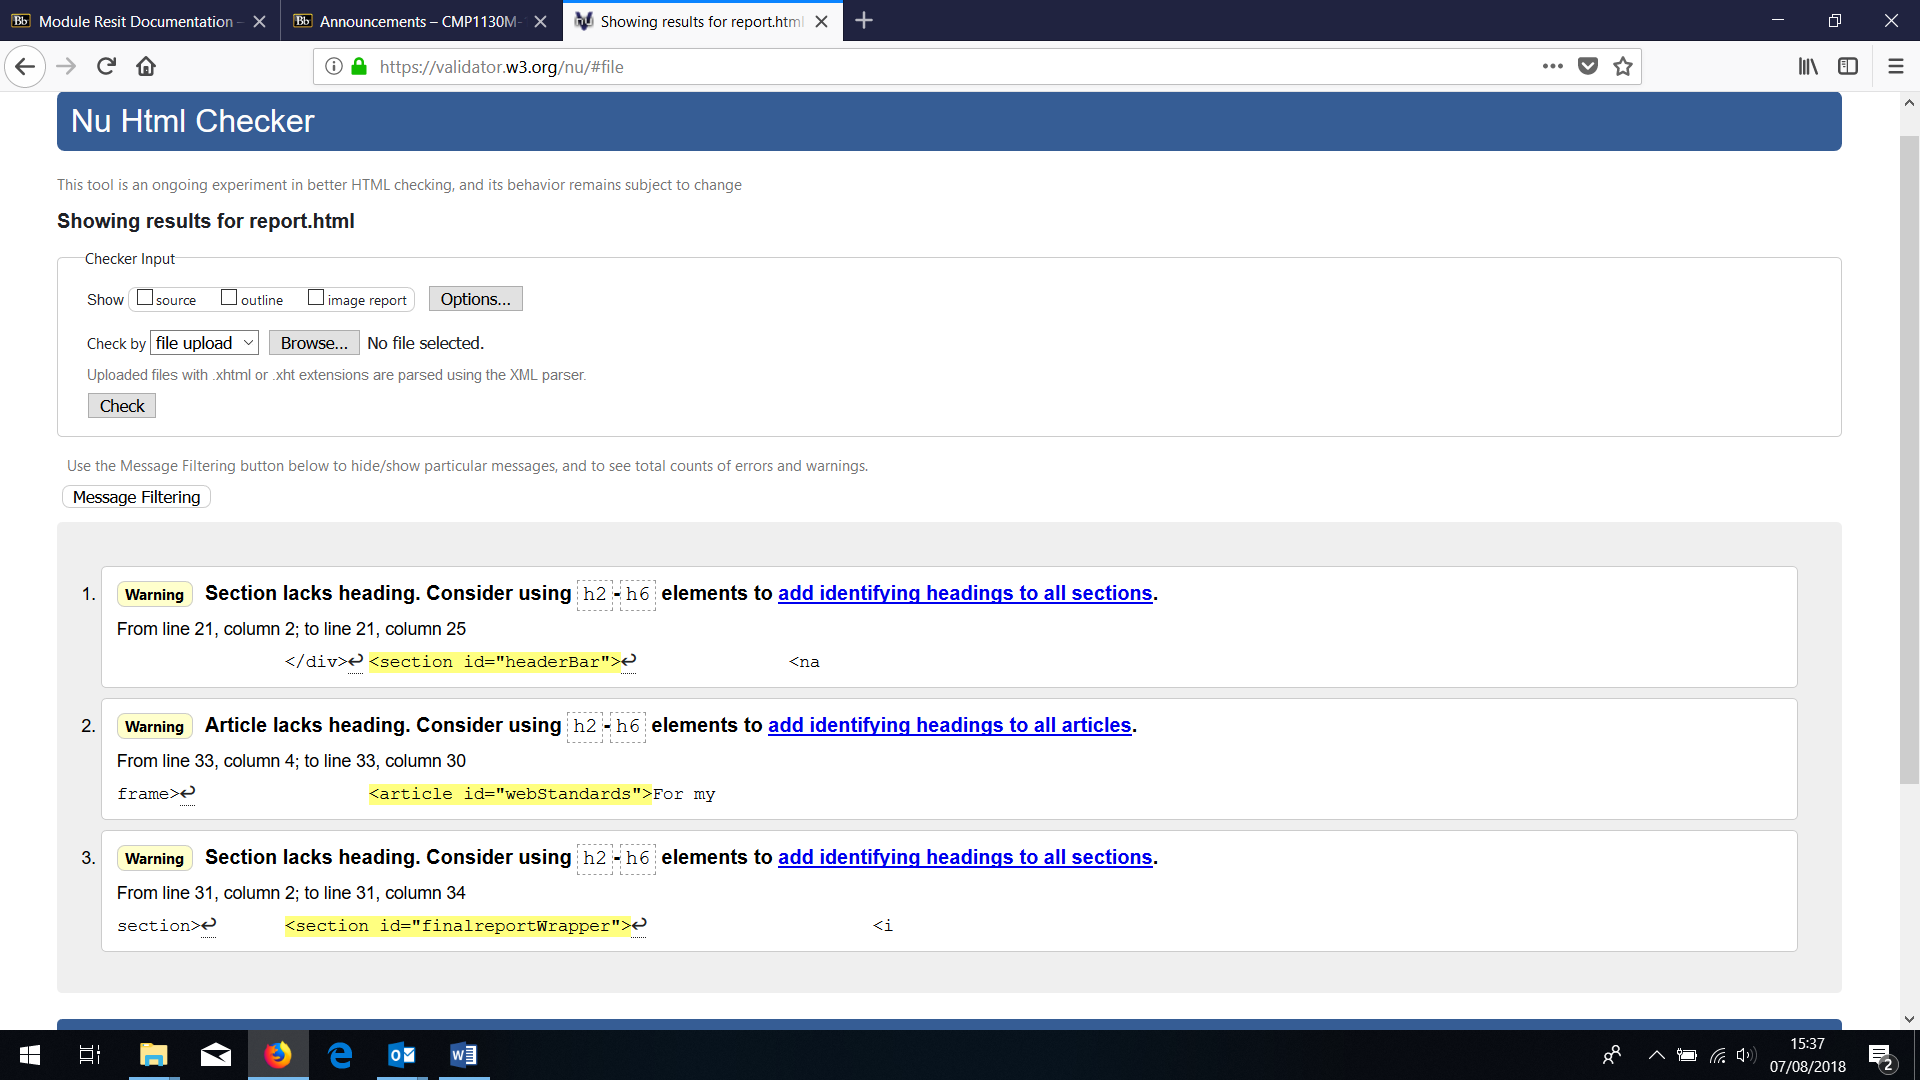 Module Resit Documentation –
Announcements – CMP1130M-
Showing results for report.html
https://validator.w3.org/nu/#file
Nu Html Checker
This tool is an ongoing experiment in better HTML checking, and its behavior remains subject to change
Showing results for report.html
Checker Input
Show source outline image report Options...
Check by file upload Browse... No file selected.
Uploaded files with .xhtml or .xht extensions are parsed using the XML parser.
Check
Use the Message Filtering button below to hide/show particular messages, and to see total counts of errors and warnings.
Message Filtering
1. Warning Section lacks heading. Consider using h2-h6 elements to add identifying headings to all sections.
From line 21, column 2; to line 21, column 25
</div>↩ <section id="headerBar">↩ <na
2. Warning Article lacks heading. Consider using h2-h6 elements to add identifying headings to all articles.
From line 33, column 4; to line 33, column 30
frame>↩ <article id="webStandards">For my
3. Warning Section lacks heading. Consider using h2-h6 elements to add identifying headings to all sections.
From line 31, column 2; to line 31, column 34
section>↩ <section id="finalreportWrapper">↩ <i
15:37
07/08/2018
2